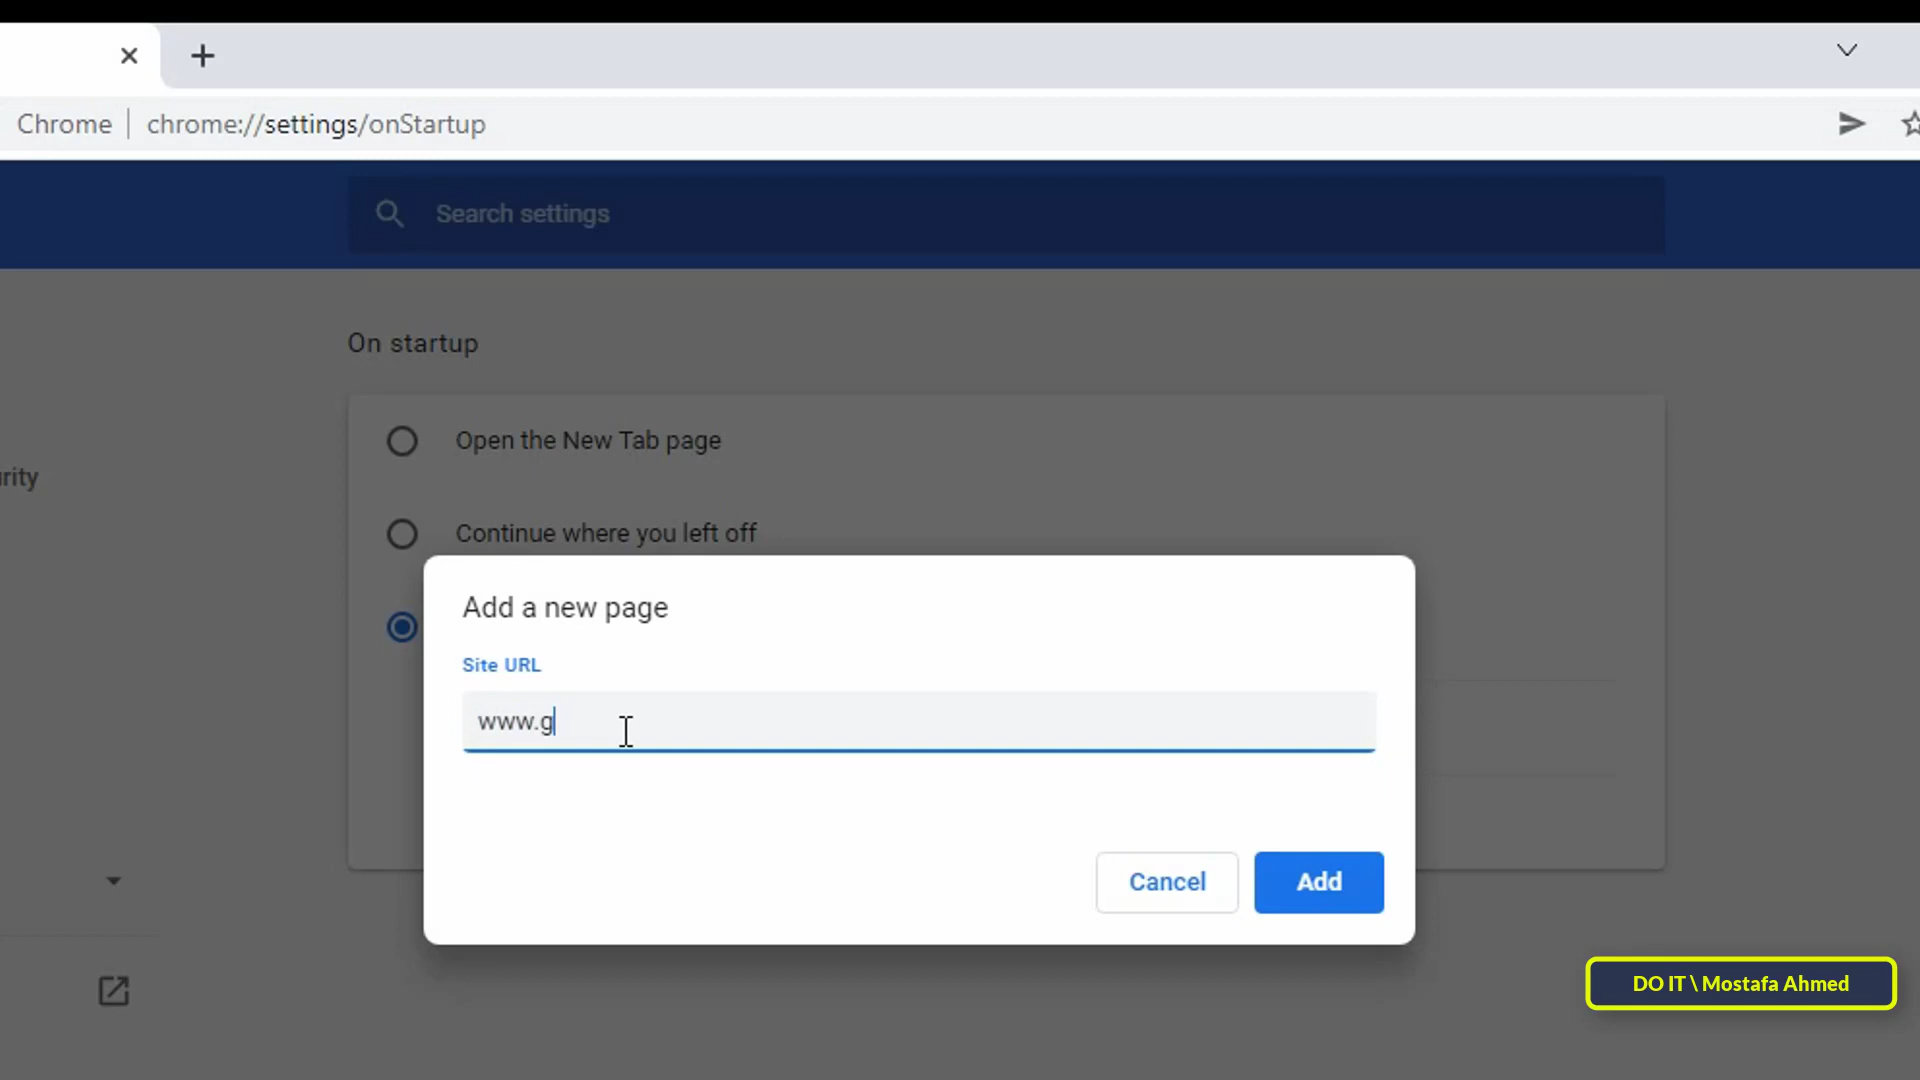 Chrome | chrome://settings/onStartup
Search settings
On startup
Open the New Tab page
rity
Continue where you left off
Add a new page
Site URL
www.g
Cancel
Add
DO IT \ Mostafa Ahmed